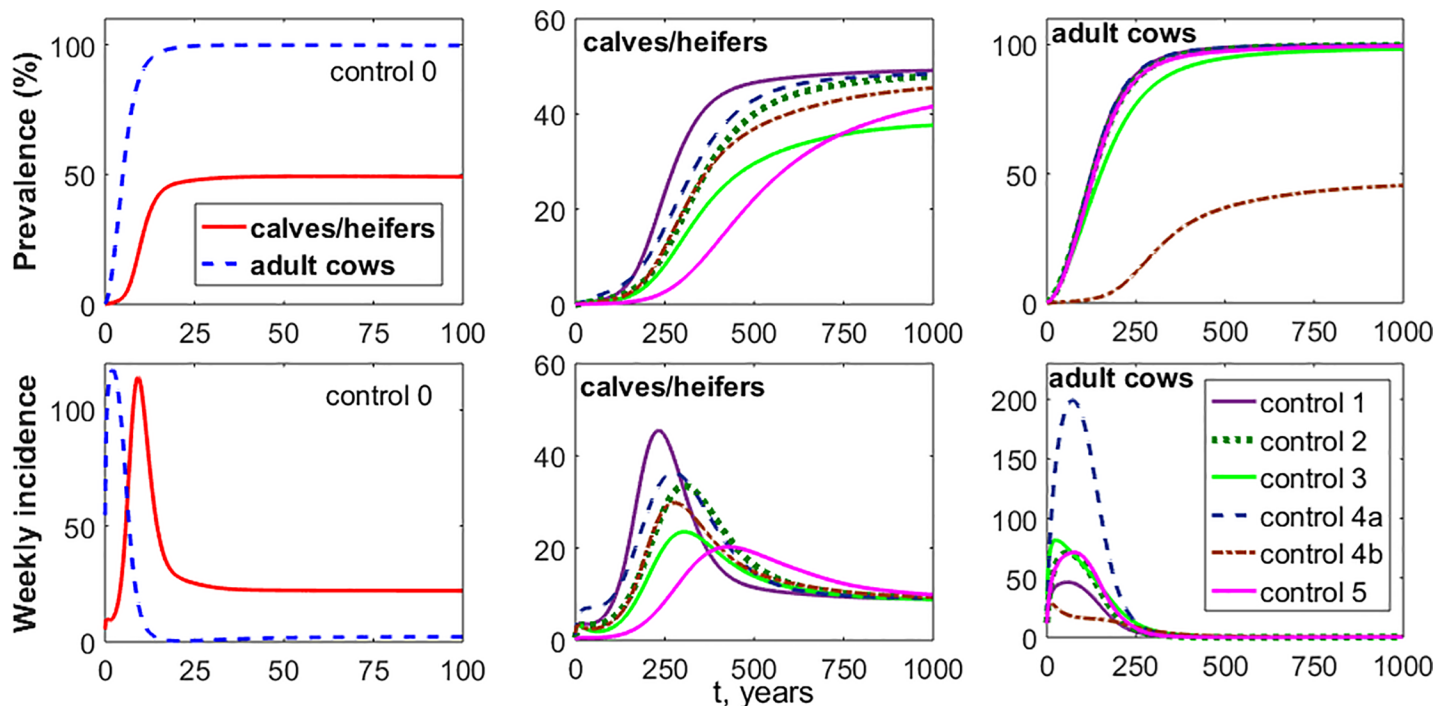 Prevalence (%)
100
50
0
control 0
calves/heifers
adult cows
0 25 50 75 100
60
40
20
0
calves/heifers
0 250 500 750 1000
100
50
0
adult cows
0 250 500 750 1000
Weekly incidence
100
50
0
control 0
0 25 50 75 100
60
40
20
0
calves/heifers
0 250 500 750 1000
t, years
200
150
100
50
0
adult cows
control 1
control 2
control 3
control 4a
control 4b
control 5
0 250 500 750 1000